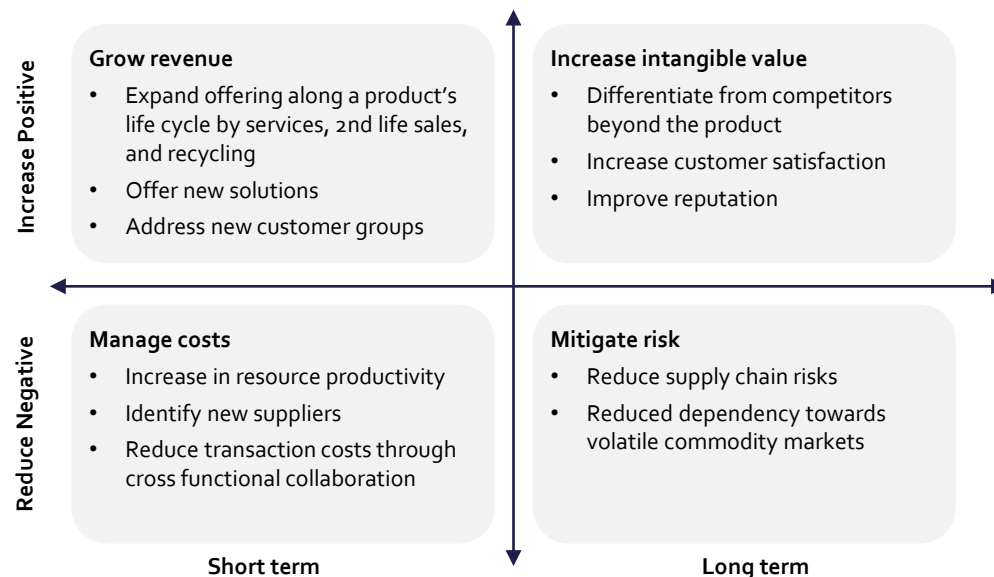 Increase Positive
Grow revenue
• Expand offering along a product's
life cycle by services, 2nd life sales,
and recycling
• Offer new solutions
• Address new customer groups
Increase intangible value
• Differentiate from competitors
beyond the product
• Increase customer satisfaction
• Improve reputation
Reduce Negative
Manage costs
• Increase in resource productivity
• Identify new suppliers
• Reduce transaction costs through
cross functional collaboration
Mitigate risk
• Reduce supply chain risks
• Reduced dependency towards
volatile commodity markets
Short term
Long term